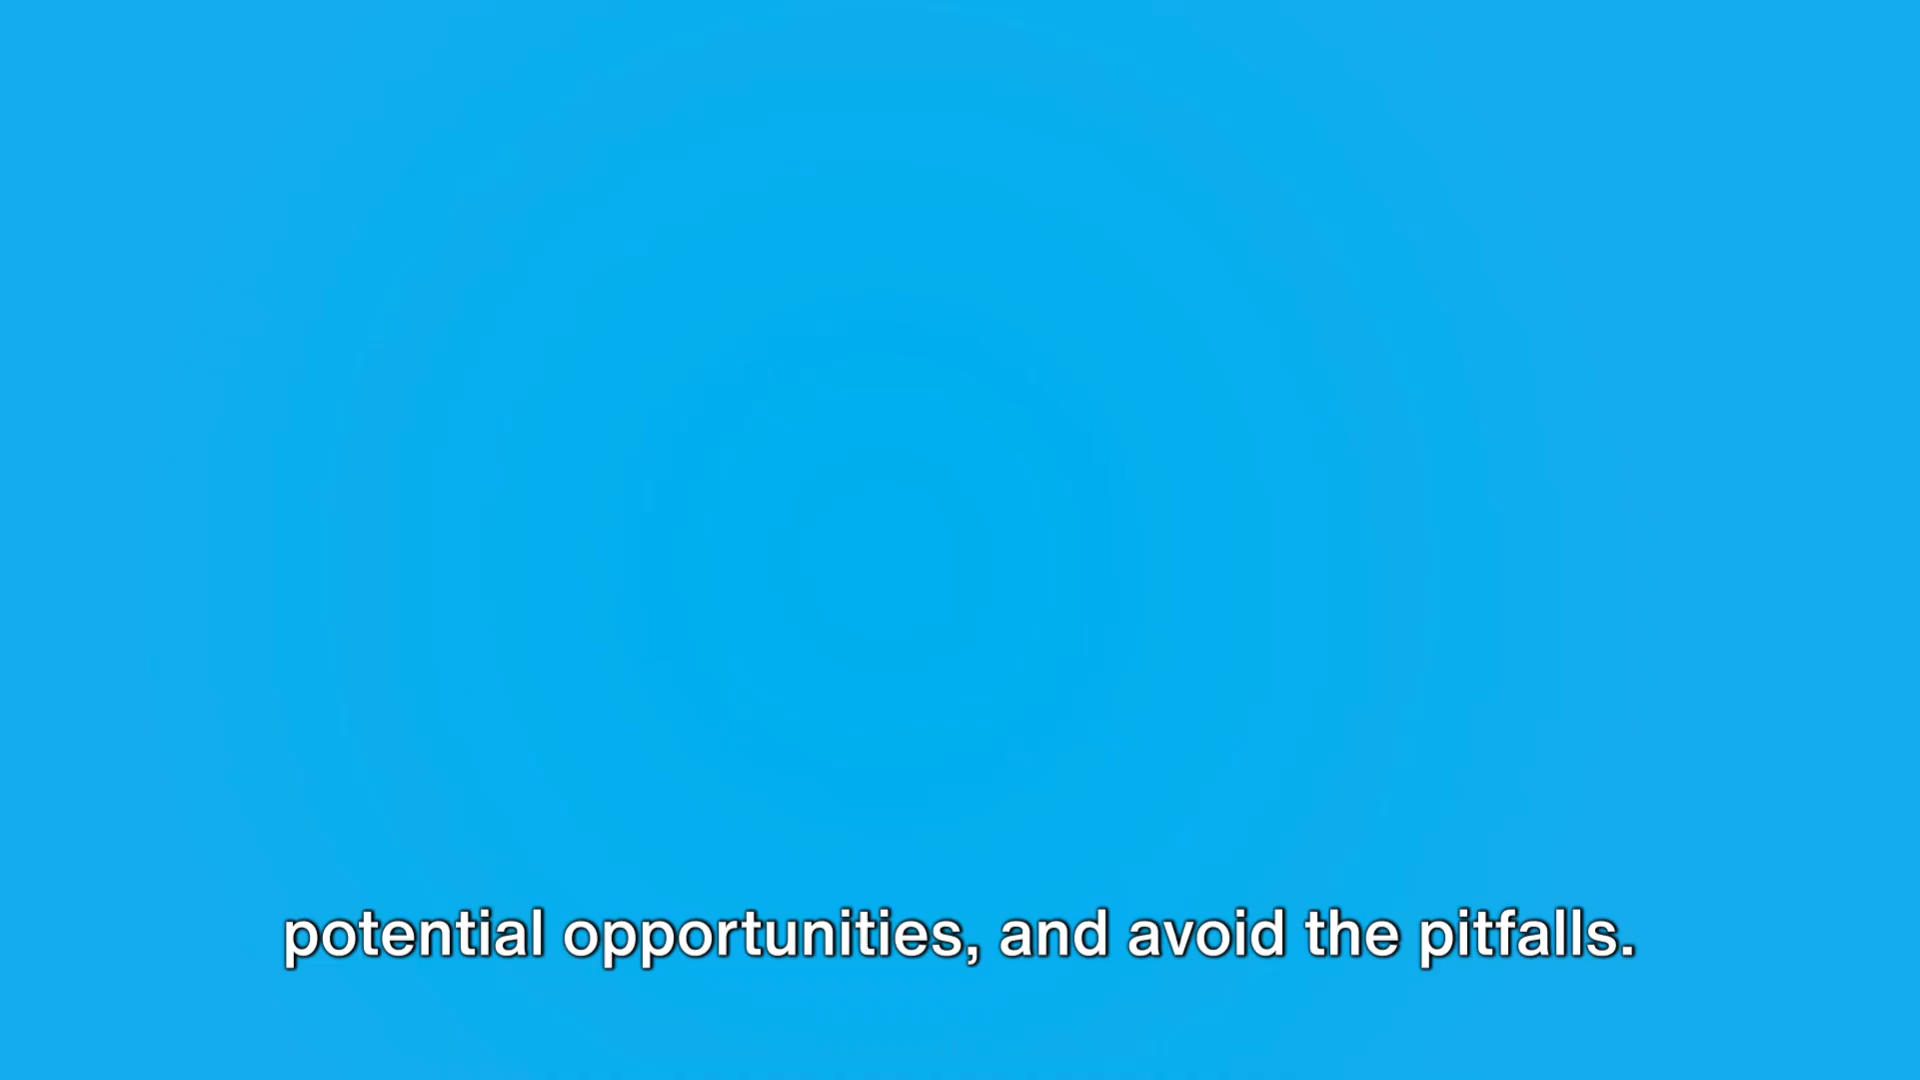 potential opportunities, and avoid the pitfalls.